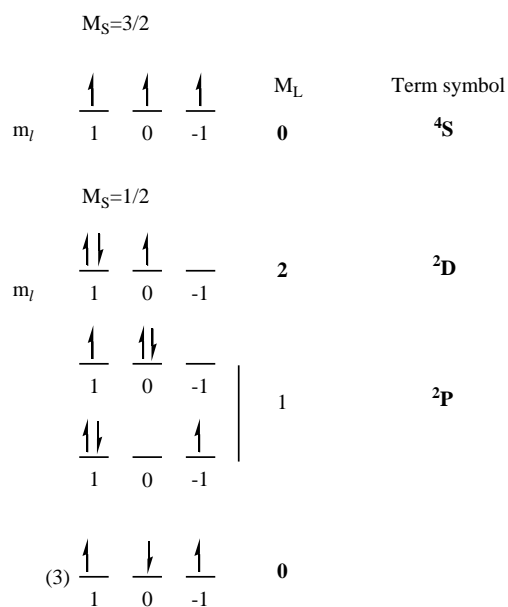 M_S=3/2
M_L Term symbol
m_l 1 0 -1 0 ⁴S
M_S=1/2
2 ²D
m_l 1 0 -1
1 0 -1
1 ²P
1 0 -1
(3) 0
1 0 -1